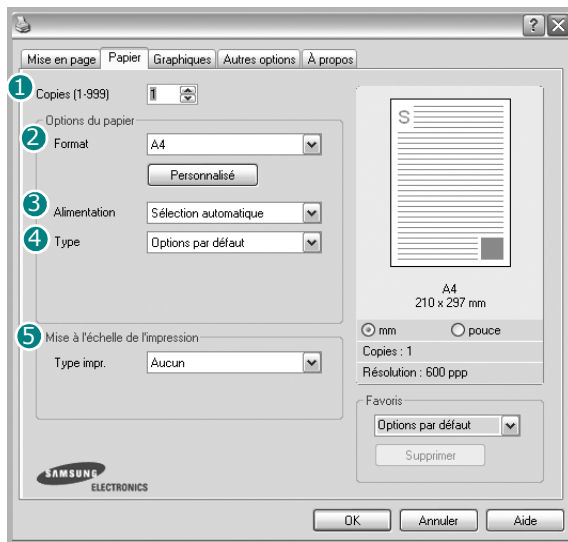 ?
Mise en page Papier Graphiques Autres options À propos
1 Copies (1-999) 1
Options du papier
2 Format A4
Personnalisé
3 Alimentation Sélection automatique
4 Type Options par défaut
5 Mise à l'échelle de l'impression
Type impr. Aucun
S
A4
210 x 297 mm
mm pouce
Copies : 1
Résolution : 600 ppp
Favoris
Options par défaut
Supprimer
SAMSUNG
ELECTRONICS
OK Annuler Aide